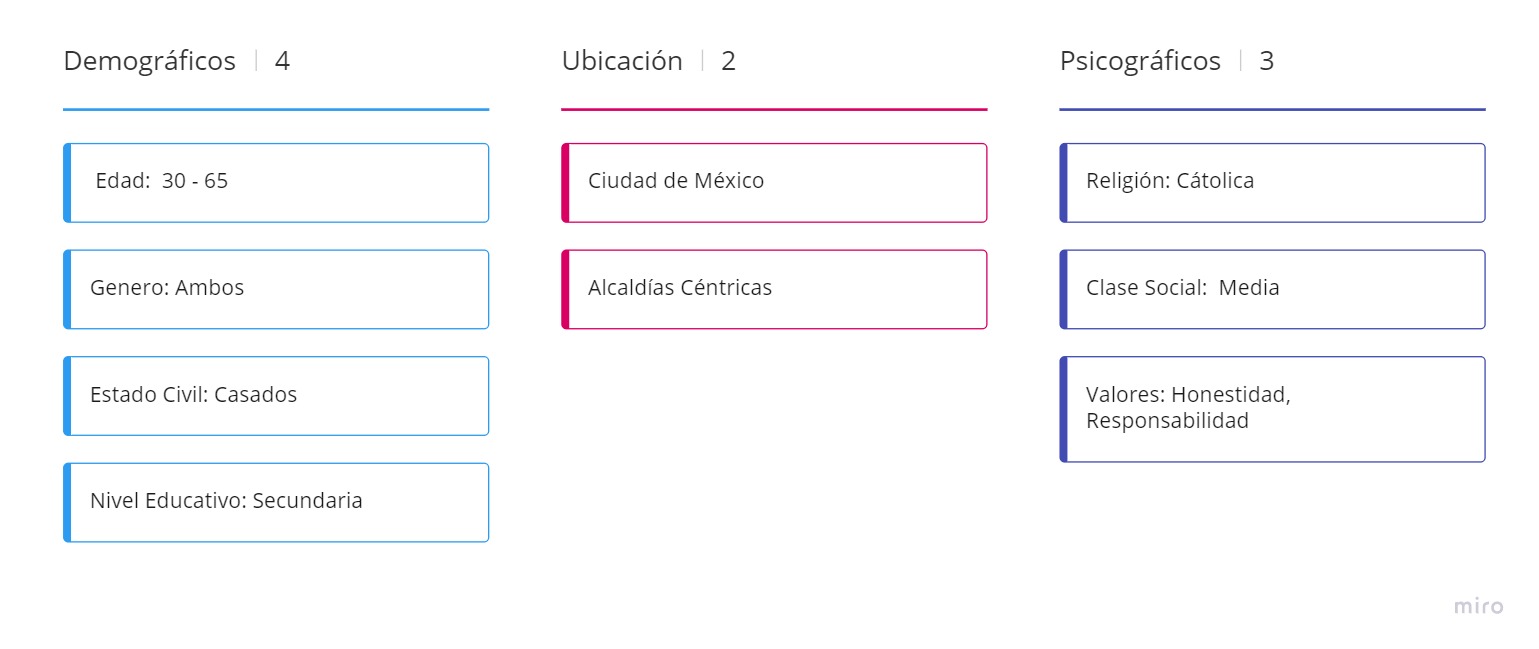 Demográficos | 4
Edad: 30 - 65
Genero: Ambos
Estado Civil: Casados
Nivel Educativo: Secundaria
Ubicación | 2
Ciudad de México
Alcaldías Céntricas
Psicográficos | 3
Religión: Cátolica
Clase Social: Media
Valores: Honestidad,
Responsabilidad
miro